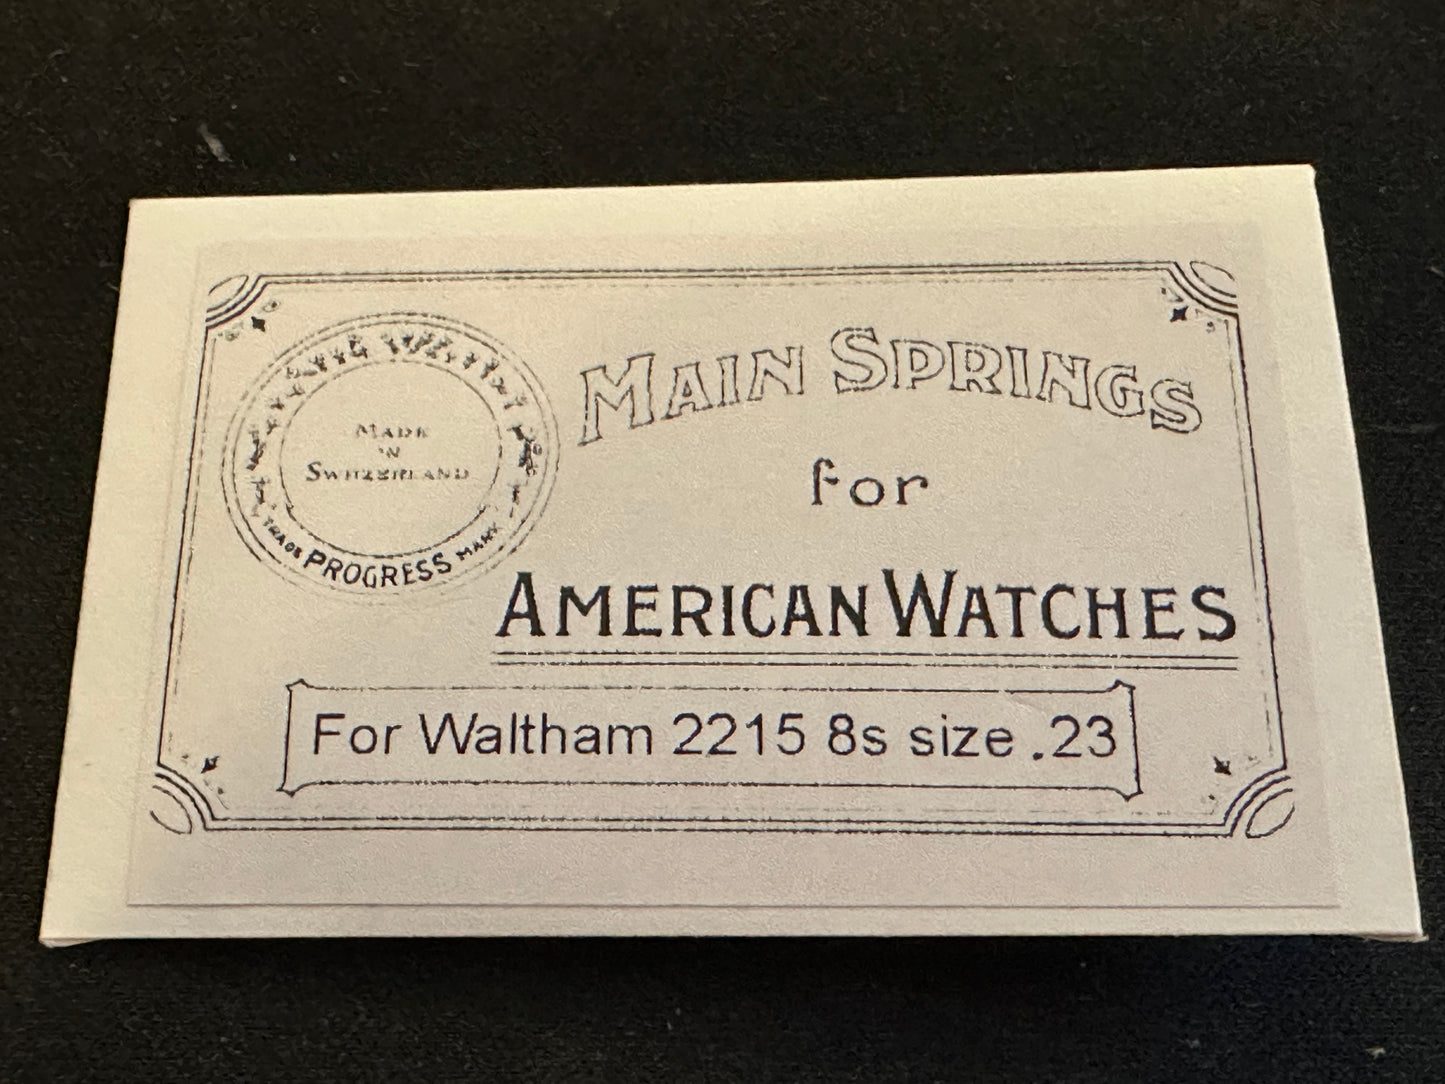 MADE
IN
SWITZERLAND
TRADE PROGRESS MARK
MAIN SPRINGS
for
AMERICAN WATCHES
For Waltham 2215 8s size .23